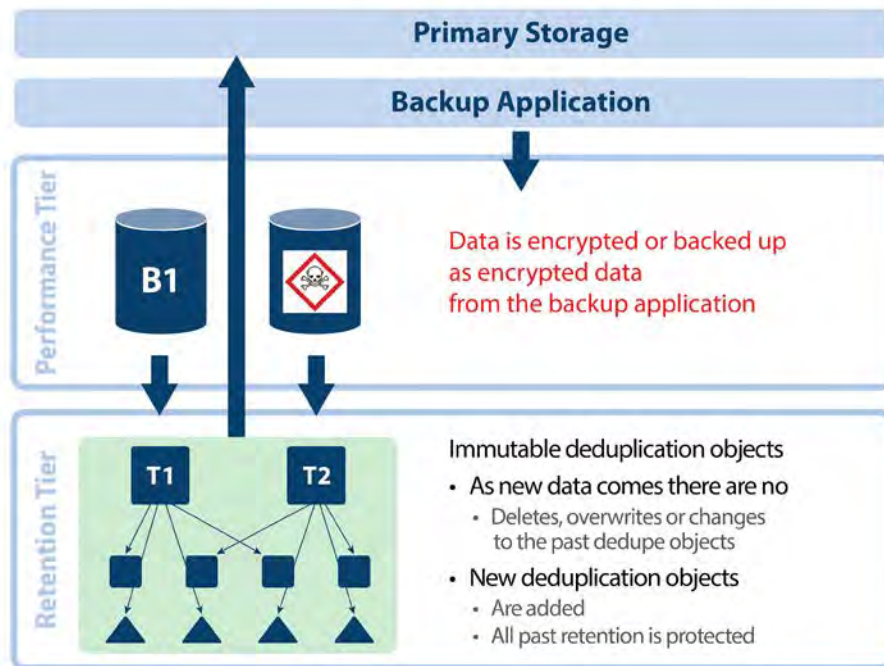 Primary Storage
Backup Application
Performance Tier
B1
Data is encrypted or backed up
as encrypted data
from the backup application
Retention Tier
T1
T2
Immutable deduplication objects
• As new data comes there are no
• Deletes, overwrites or changes
to the past dedupe objects
• New deduplication objects
• Are added
• All past retention is protected